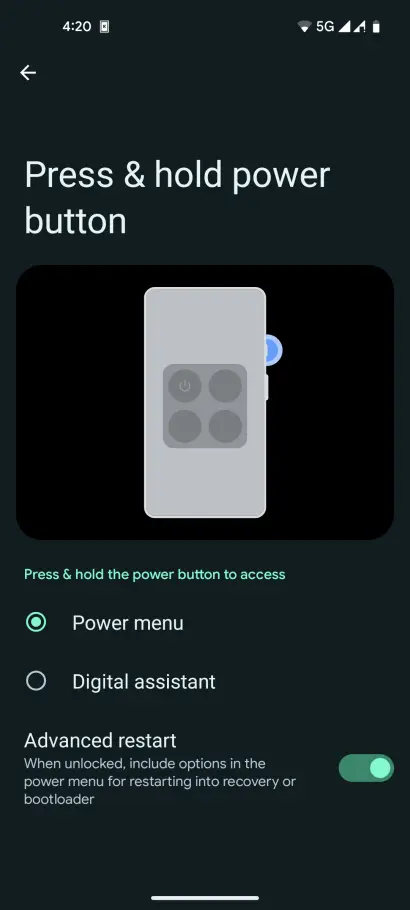 4:20
5G
Press & hold power
button
Press & hold the power button to access
Power menu
Digital assistant
Advanced restart
When unlocked, include options in the
power menu for restarting into recovery or
bootloader